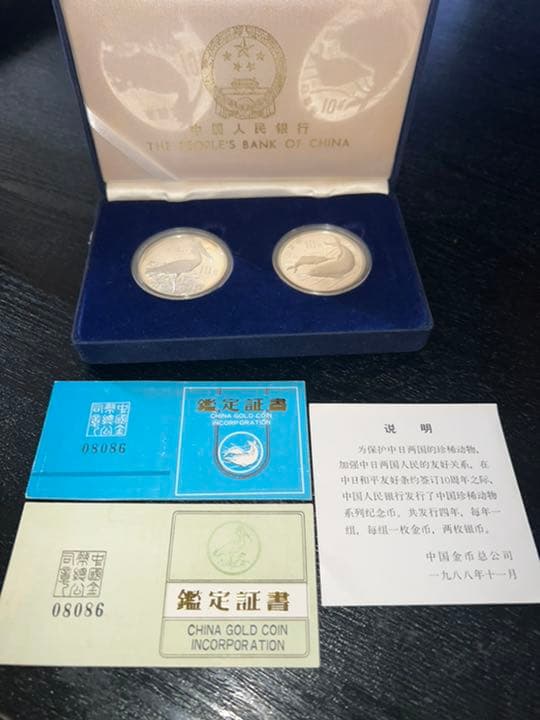 中国人民银行
THE PEOPLE'S BANK OF CHINA
10元
10元
鑑定証書
CHINA GOLD COIN
INCORPORATION
08086
鑑定証書
CHINA GOLD COIN
INCORPORATION
08086
说 明
为保护中日两国的珍稀动物，
加强中日两国人民的友好关系，在
中日和平友好条约签订10周年之际，
中国人民银行发行了中国珍稀动物
系列纪念币。共发行四年，每年一
组，每组一枚金币，两枚银币。
中国金币总公司
一九八八年十一月